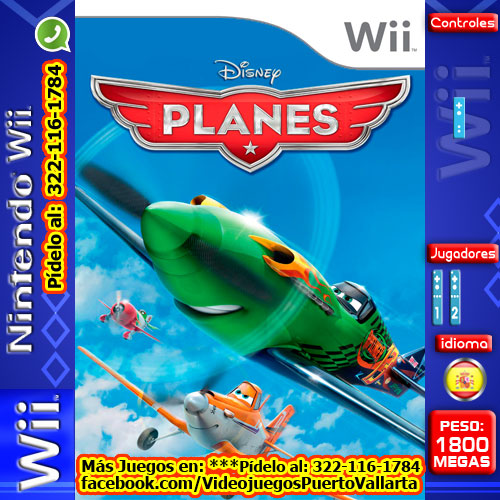 Nintendo Wii
Pídelo al: 322-116-1784
Wii
Wii
Disney
PLANES
Controles
Wii
Jugadores
1 2
idioma
PESO:
1800
MEGAS
Más Juegos en: ***Pídelo al: 322-116-1784
facebook.com/VideojuegosPuertoVallarta